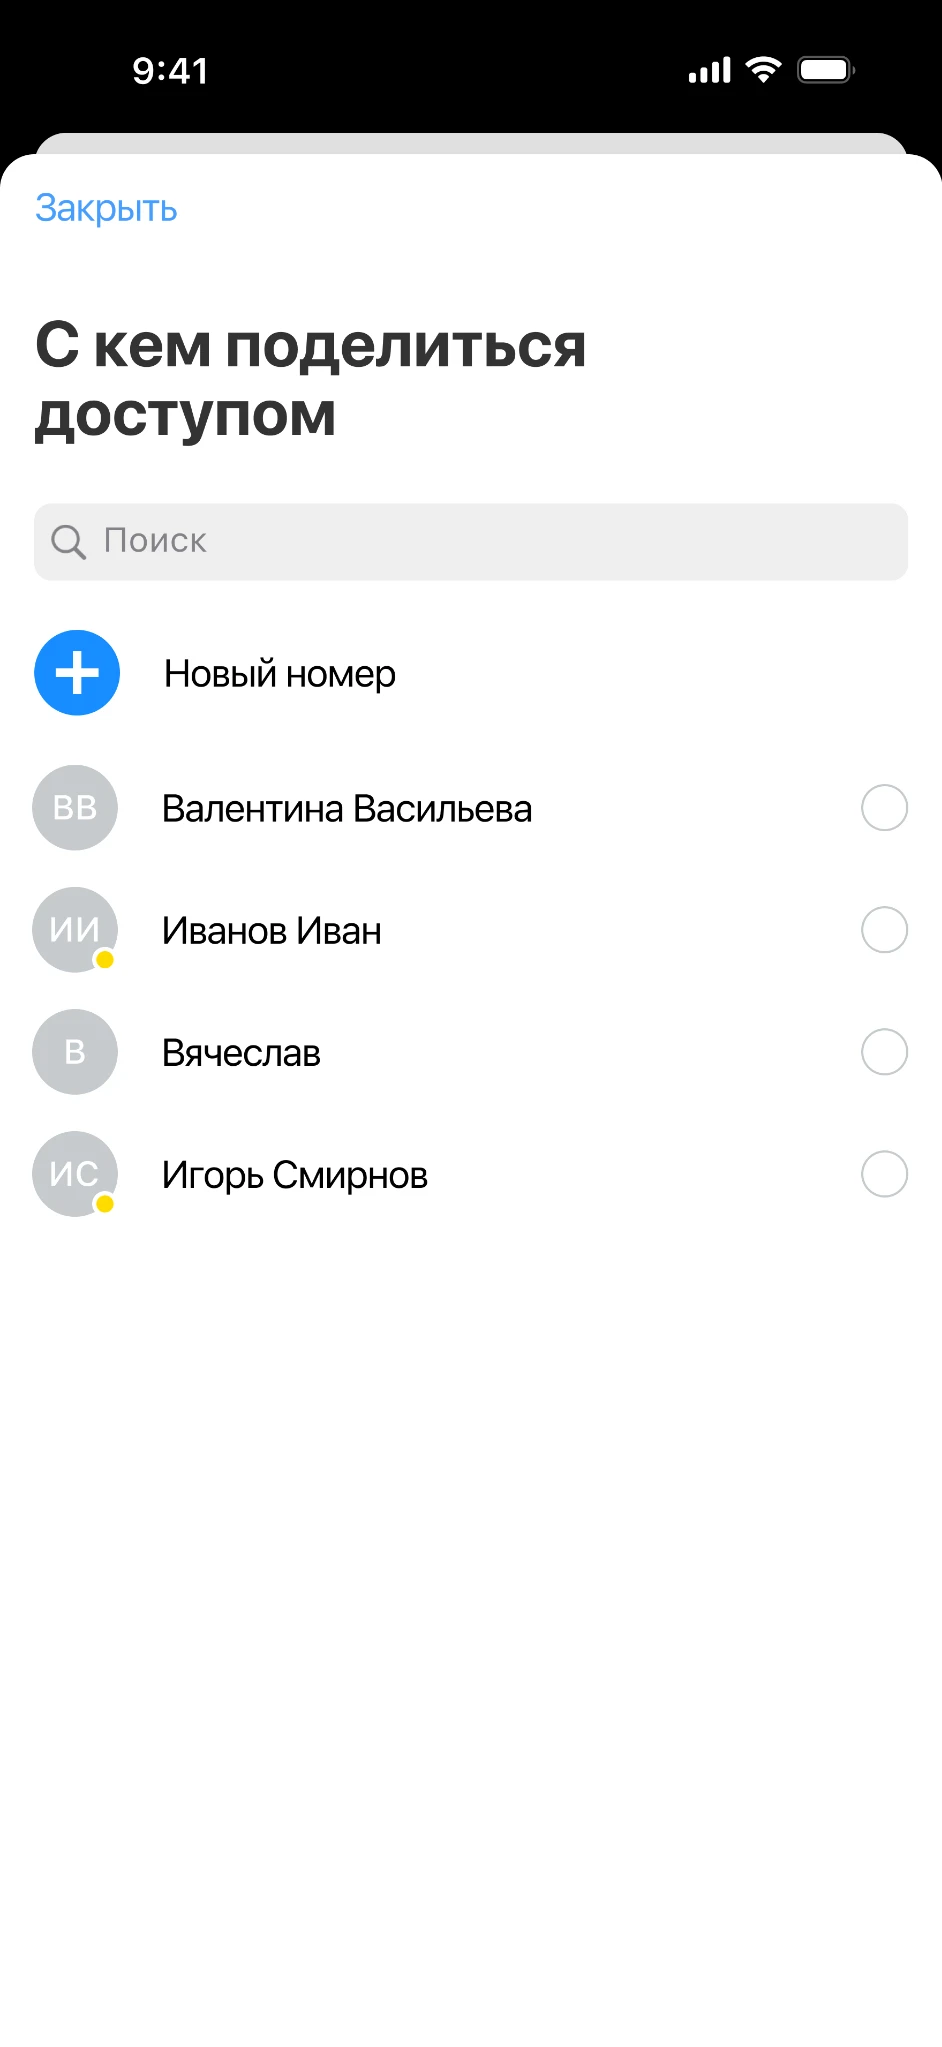 9:41
Закрыть
С кем поделиться
доступом
Поиск
Новый номер
ВВ
Валентина Васильева
ИИ
Иванов Иван
В
Вячеслав
ИС
Игорь Смирнов